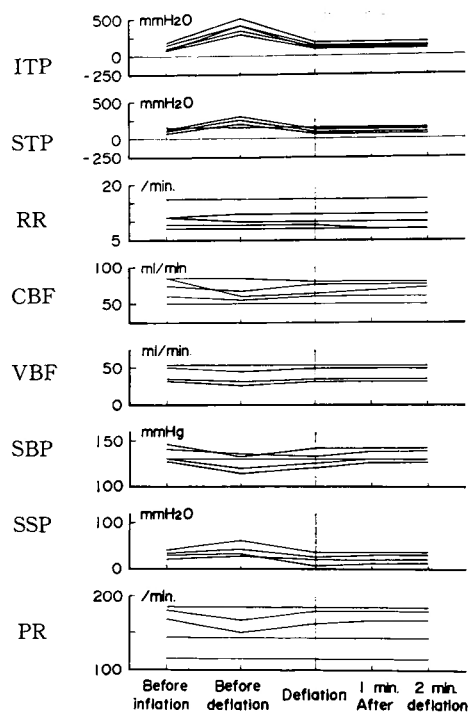 ITP
mmH2O
500
0
-250
STP
mmH2O
500
0
-250
RR
/min.
20
5
CBF
ml/min
100
50
VBF
ml/min.
50
0
SBP
mmHg
150
100
SSP
mmH2O
100
0
PR
/min.
200
100
Before inflation
Before deflation
Deflation
1 min. After
2 min. deflation